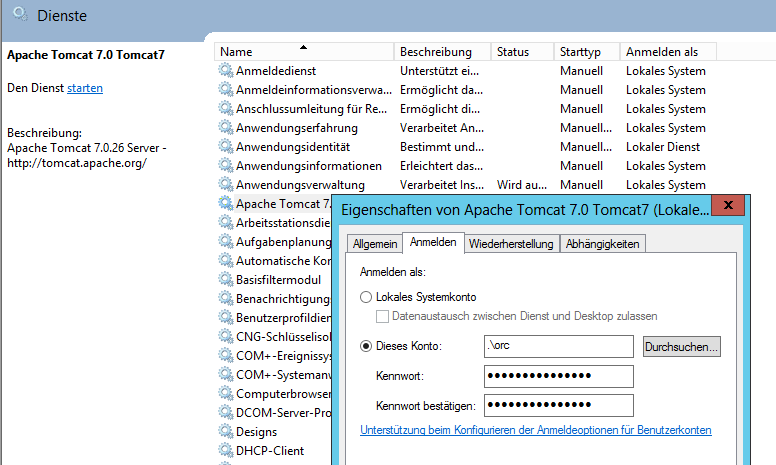 Dienste
Apache Tomcat 7.0 Tomcat7
Den Dienst starten
Beschreibung:
Apache Tomcat 7.0.26 Server -
http://tomcat.apache.org/
Name Beschreibung Status Starttyp Anmelden als
Anmeldedienst Unterstützt ei... Manuell Lokales System
Anmeldeinformationsverwa... Ermöglicht da... Manuell Lokales System
Anschlussumleitung für Re... Ermöglicht di... Manuell Lokales System
Anwendungserfahrung Verarbeitet An... Manuell Lokales System
Anwendungsidentität Bestimmt und... Manuell Lokaler Dienst
Anwendungsinformationen Erleichtert das... Manuell Lokales System
Anwendungsverwaltung Verarbeitet Ins... Wird au... Manuell Lokales System
Apache Tomcat 7.
Arbeitsstationsdie
Aufgabenplanung
Automatische Kon
Basisfiltermodul
Benachrichtigung
Benutzerprofildien
CNG-Schlüsselisol
COM+-Ereignissys
COM+-Systemanw
Computerbrowser
DCOM-Server-Pro
Designs
DHCP-Client
Eigenschaften von Apache Tomcat 7.0 Tomcat7 (Lokale... x
Allgemein Anmelden Wiederherstellung Abhängigkeiten
Anmelden als:
Lokales Systemkonto
Datenaustausch zwischen Dienst und Desktop zulassen
Dieses Konto: .\orc Durchsuchen...
Kennwort: ●●●●●●●●●●●●●●●
Kennwort bestätigen: ●●●●●●●●●●●●●●●
Unterstützung beim Konfigurieren der Anmeldeoptionen für Benutzerkonten